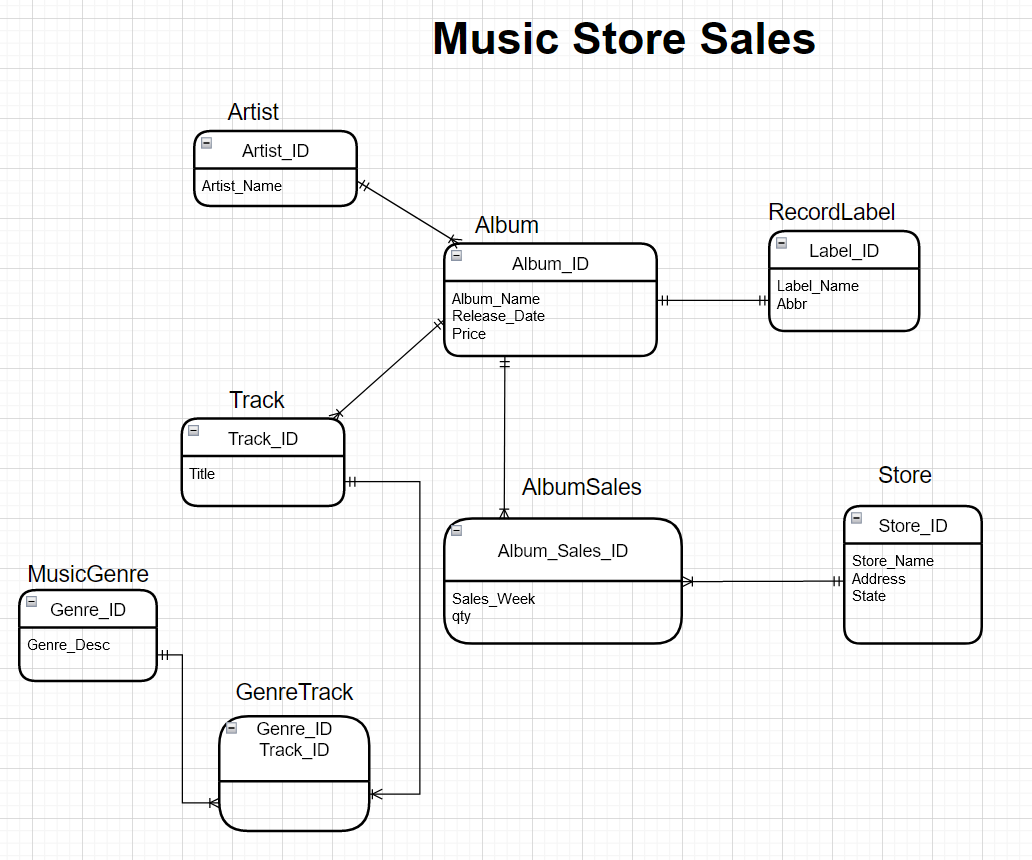 Music Store Sales
Artist
Artist_ID
Artist_Name
Album
Album_ID
Album_Name
Release_Date
Price
RecordLabel
Label_ID
Label_Name
Abbr
Track
Track_ID
Title
AlbumSales
Album_Sales_ID
Sales_Week
qty
Store
Store_ID
Store_Name
Address
State
MusicGenre
Genre_ID
Genre_Desc
GenreTrack
Genre_ID
Track_ID